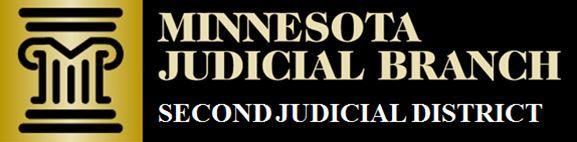 MINNESOTA
JUDICIAL BRANCH
SECOND JUDICIAL DISTRICT